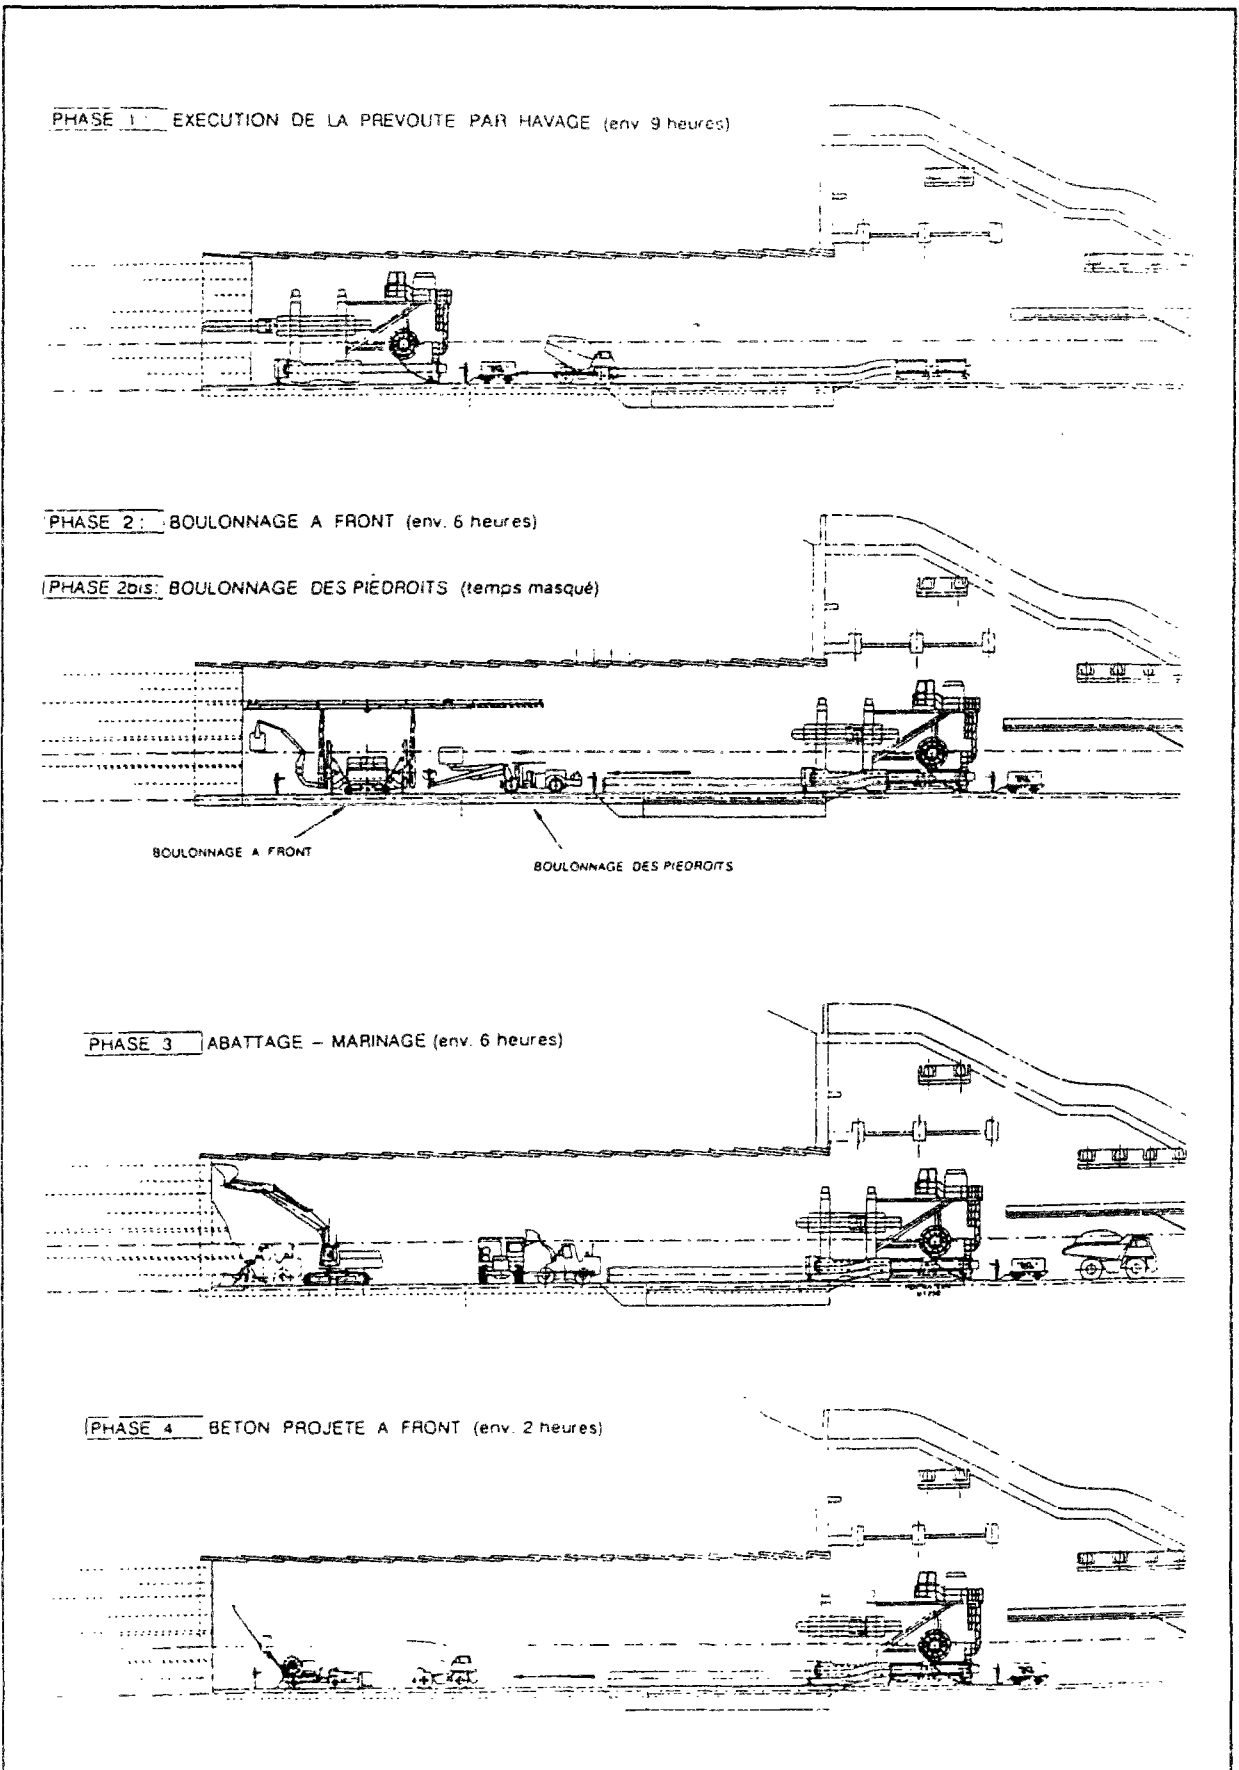 PHASE 1: EXECUTION DE LA PREVOUTE PAR HAVAGE (env 9 heures)
PHASE 2: BOULONNAGE A FRONT (env. 6 heures)
PHASE 2bis: BOULONNAGE DES PIÉDROITS (temps masqué)
BOULONNAGE A FRONT
BOULONNAGE DES PIEDROITS
PHASE 3 ABATTAGE – MARINAGE (env. 6 heures)
PHASE 4 BETON PROJETE A FRONT (env. 2 heures)